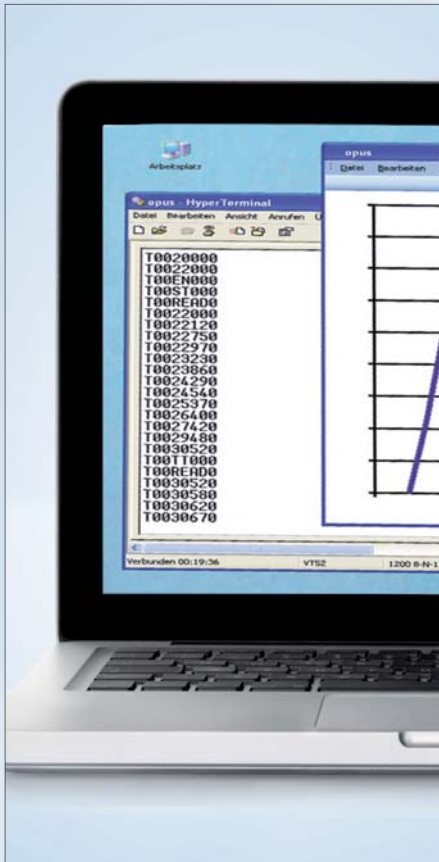 Arbeitsplatz
opus
Datei Bearbeiten
opus - HyperTerminal
Datei Bearbeiten Ansicht Anrufen
T0020000
T0022000
T00EN000
T00ST000
T00READ0
T0022000
T0022120
T0022750
T0022970
T0023230
T0023860
T0024290
T0024540
T0025370
T0026400
T0027420
T0029480
T0030520
T00TT000
T00READ0
T0030520
T0030580
T0030620
T0030670
Verbunden 00:19:36 VT52 1200 8-N-1